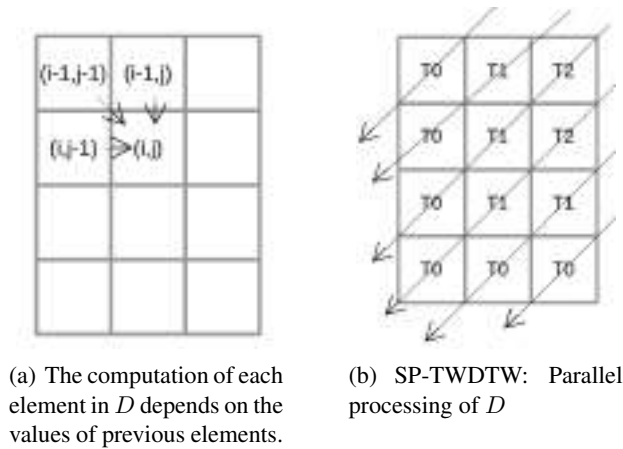 (i-1,j-1) (i-1,j)
(i,j-1) (i,j)
T0 T1 T2
T0 T1 T2
T0 T1 T1
T0 T0 T0
(a) The computation of each
element in D depends on the
values of previous elements.
(b) SP-TWDTW: Parallel
processing of D